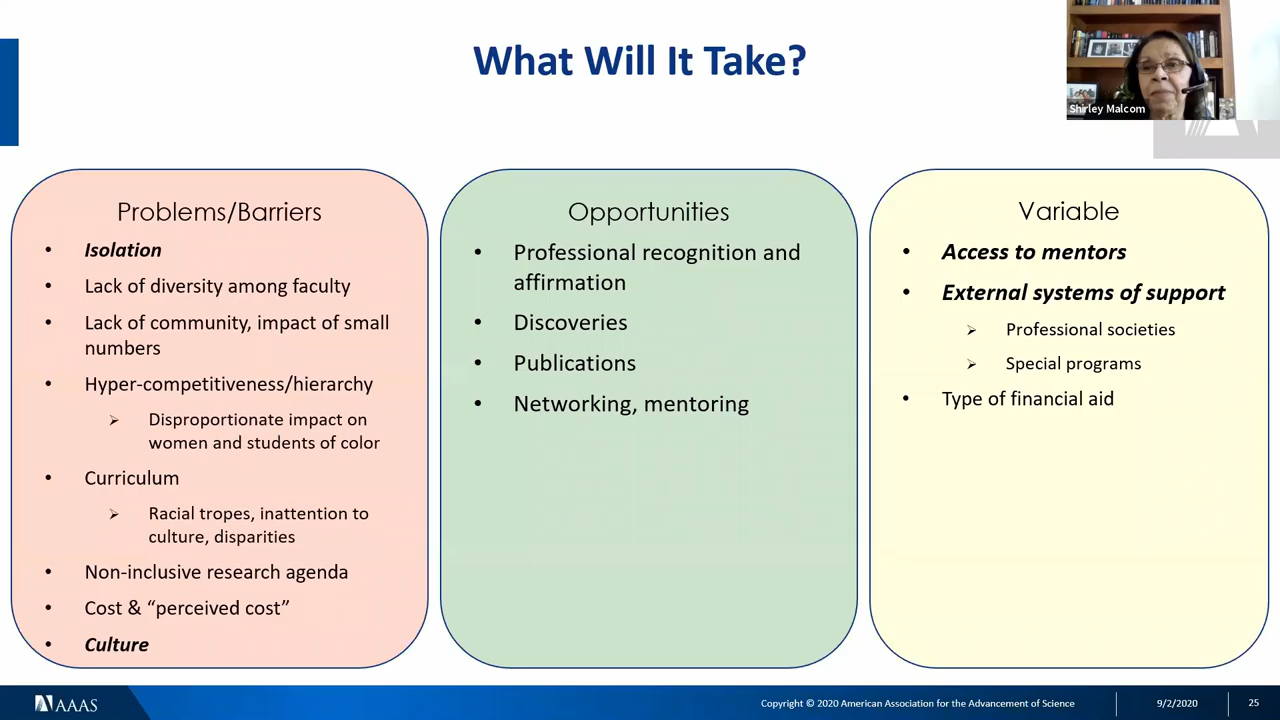 What Will It Take?
Shirley Malcom
Problems/Barriers
• Isolation
• Lack of diversity among faculty
• Lack of community, impact of small
numbers
• Hyper-competitiveness/hierarchy
➢ Disproportionate impact on
women and students of color
• Curriculum
➢ Racial tropes, inattention to
culture, disparities
• Non-inclusive research agenda
• Cost & “perceived cost”
• Culture
Opportunities
• Professional recognition and
affirmation
• Discoveries
• Publications
• Networking, mentoring
Variable
• Access to mentors
• External systems of support
➢ Professional societies
➢ Special programs
• Type of financial aid
AAAS
Copyright © 2020 American Association for the Advancement of Science
9/2/2020
25